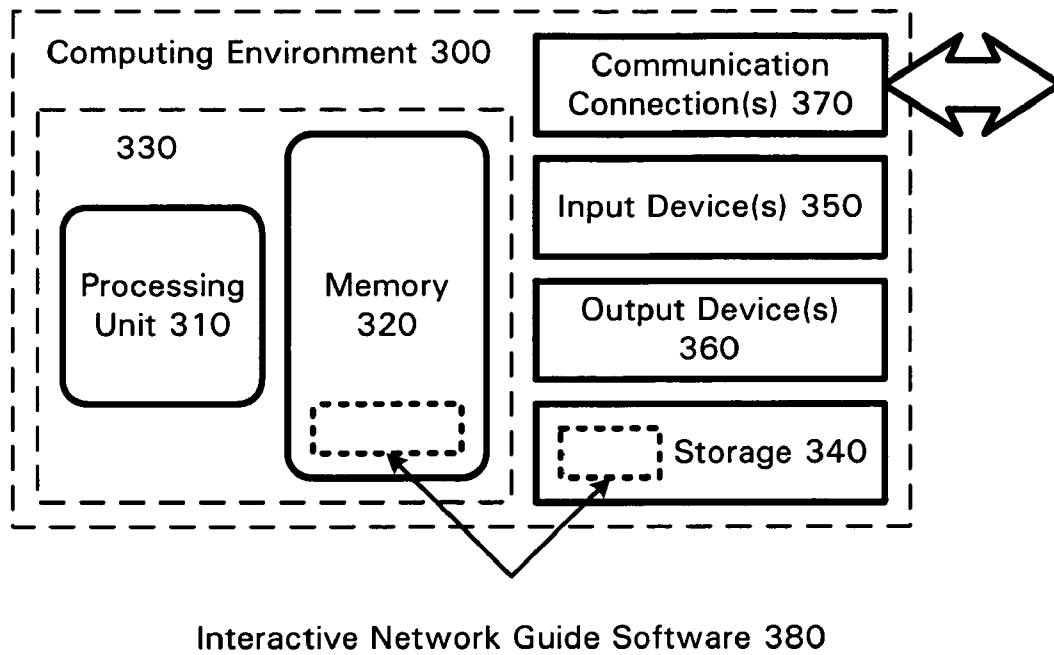 Computing Environment 300
330
Processing
Unit 310
Memory
320
Communication
Connection(s) 370
Input Device(s) 350
Output Device(s)
360
Storage 340
Interactive Network Guide Software 380